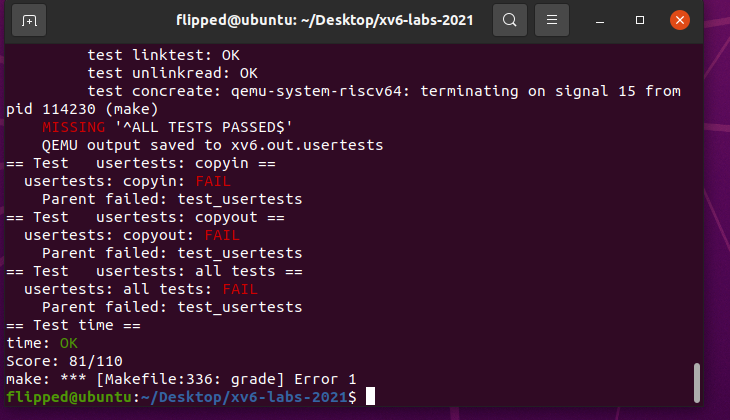 flipped@ubuntu: ~/Desktop/xv6-labs-2021
test linktest: OK
test unlinkread: OK
test concreate: qemu-system-riscv64: terminating on signal 15 from
pid 114230 (make)
MISSING '^ALL TESTS PASSED$'
QEMU output saved to xv6.out.usertests
== Test   usertests: copyin ==
usertests: copyin: FAIL
Parent failed: test_usertests
== Test   usertests: copyout ==
usertests: copyout: FAIL
Parent failed: test_usertests
== Test   usertests: all tests ==
usertests: all tests: FAIL
Parent failed: test_usertests
== Test time ==
time: OK
Score: 81/110
make: *** [Makefile:336: grade] Error 1
flipped@ubuntu:~/Desktop/xv6-labs-2021$